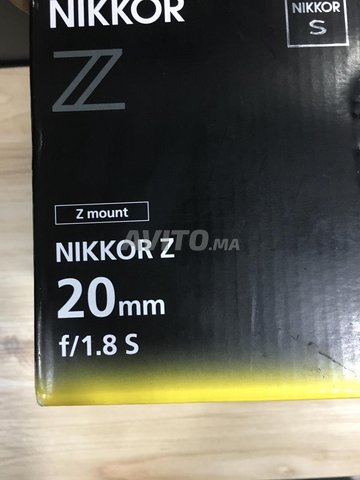 NIKKOR
NIKKOR
S
Z
Z mount
AVITO.MA
NIKKOR Z
20mm
f/1.8 S